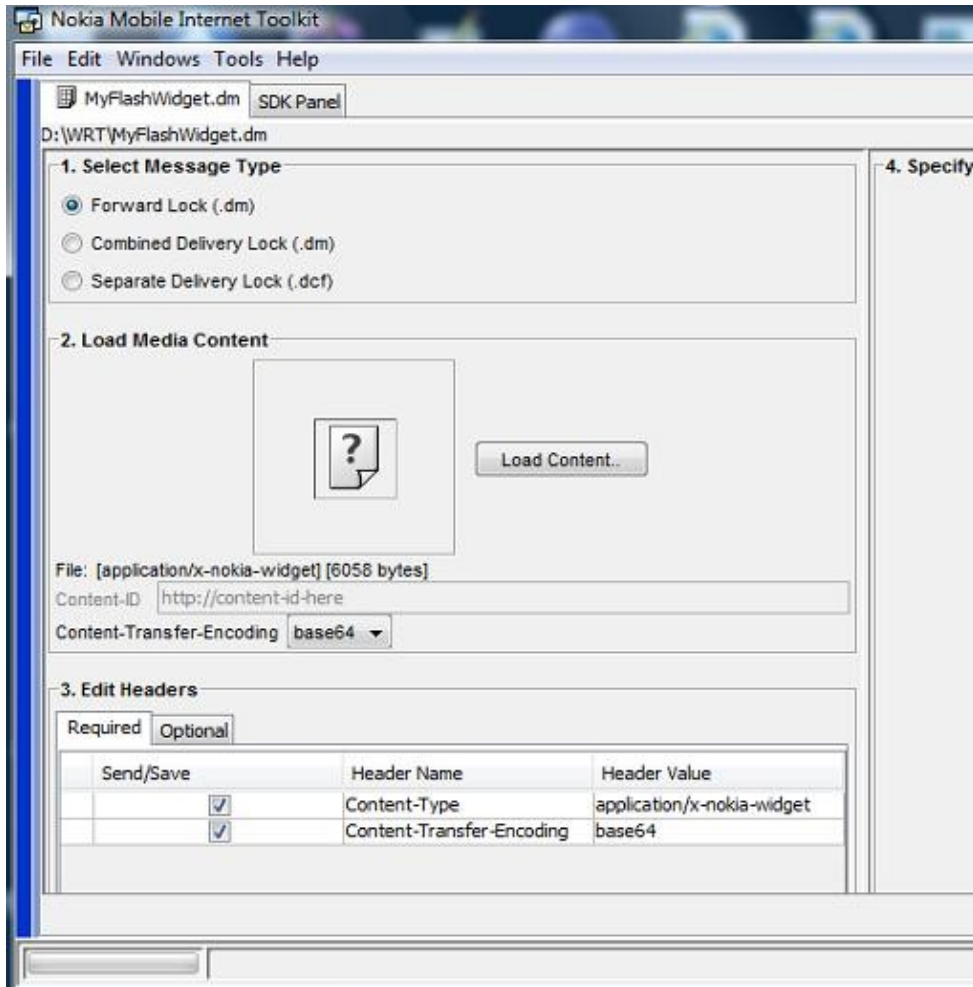 Nokia Mobile Internet Toolkit
File Edit Windows Tools Help
MyFlashWidget.dm SDK Panel
D:\WRT\MyFlashWidget.dm
1. Select Message Type
4. Specify
Forward Lock (.dm)
Combined Delivery Lock (.dm)
Separate Delivery Lock (.dcf)
2. Load Media Content
?
Load Content..
File: [application/x-nokia-widget] [6058 bytes]
Content-ID http://content-id-here
Content-Transfer-Encoding base64
3. Edit Headers
Required Optional
Send/Save Header Name Header Value
Content-Type application/x-nokia-widget
Content-Transfer-Encoding base64